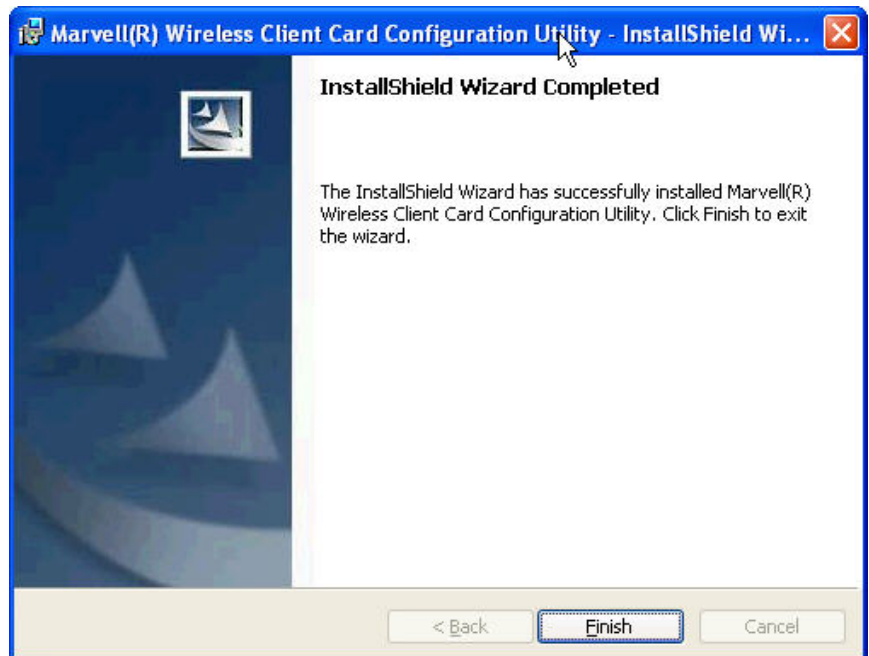 Marvell(R) Wireless Client Card Configuration Utility - InstallShield Wi...
InstallShield Wizard Completed
The InstallShield Wizard has successfully installed Marvell(R)
Wireless Client Card Configuration Utility. Click Finish to exit
the wizard.
< Back
Finish
Cancel